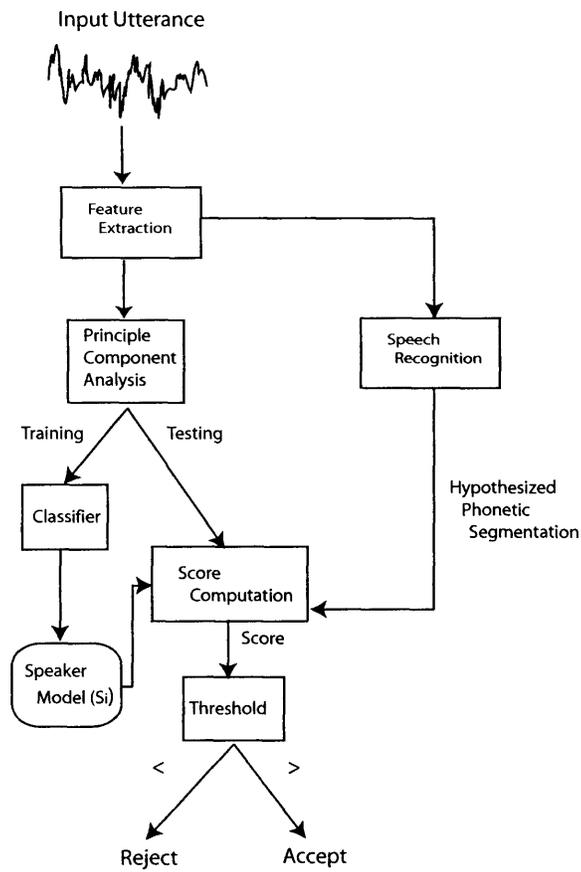 Input Utterance
Feature
Extraction
Principle
Component
Analysis
Speech
Recognition
Training
Testing
Classifier
Hypothesized
Phonetic
Segmentation
Score
Computation
Score
Speaker
Model (Si)
Threshold
<
>
Reject
Accept